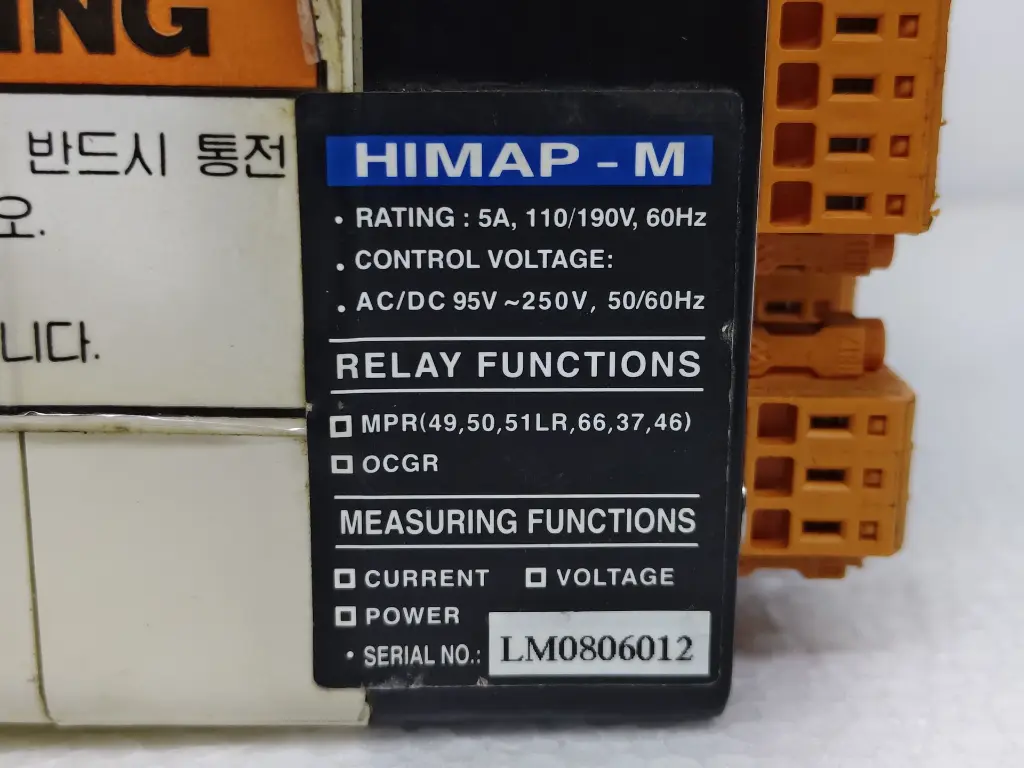 ING
반드시 통전
오.
니다.
HIMAP - M
• RATING : 5A, 110/190V, 60Hz
• CONTROL VOLTAGE:
• AC/DC 95V ~250V, 50/60Hz
RELAY FUNCTIONS
MPR(49,50,51LR,66,37,46)
OCGR
MEASURING FUNCTIONS
CURRENT VOLTAGE
POWER
• SERIAL NO.: LM0806012